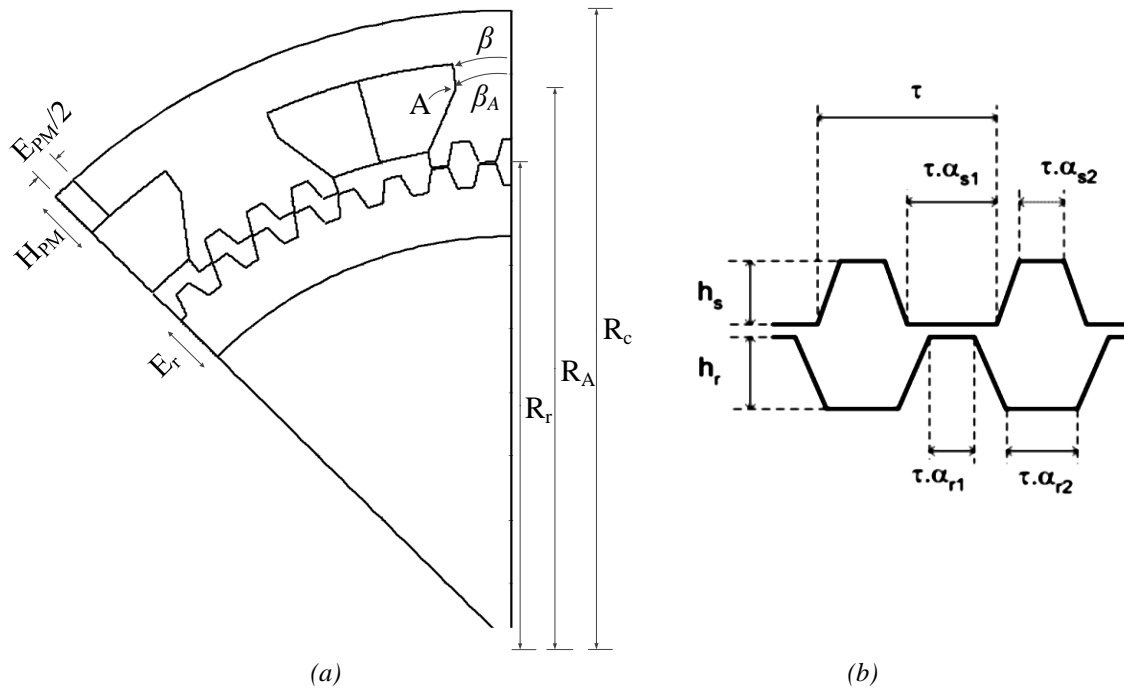 β
A
β_A
E_PM/2
H_PM
E_r
R_r
R_A
R_c
(a)
τ
τ.α_s1
τ.α_s2
h_s
h_r
τ.α_r1
τ.α_r2
(b)